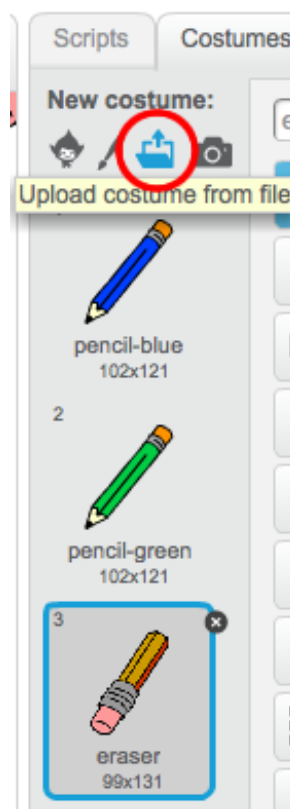 Scripts Costumes
New costume:
Upload costume from file
pencil-blue
102x121
2
pencil-green
102x121
3
eraser
99x131